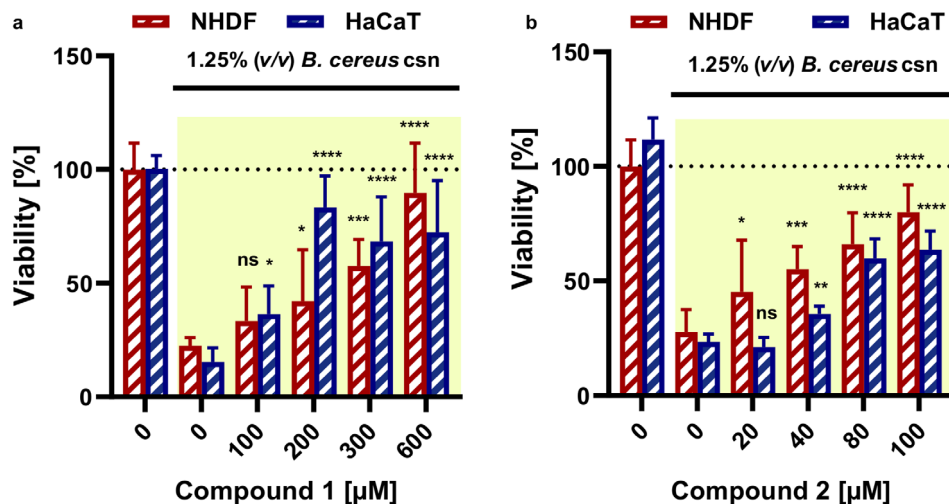 a
NHDF HaCaT
1.25% (v/v) B. cereus csn
Viability [%]
150
100
50
0
ns * * **** *** **** **** ****
0 0 100 200 300 600
Compound 1 [µM]
b
NHDF HaCaT
1.25% (v/v) B. cereus csn
Viability [%]
150
100
50
0
* ns *** ** **** **** **** ****
0 0 20 40 80 100
Compound 2 [µM]